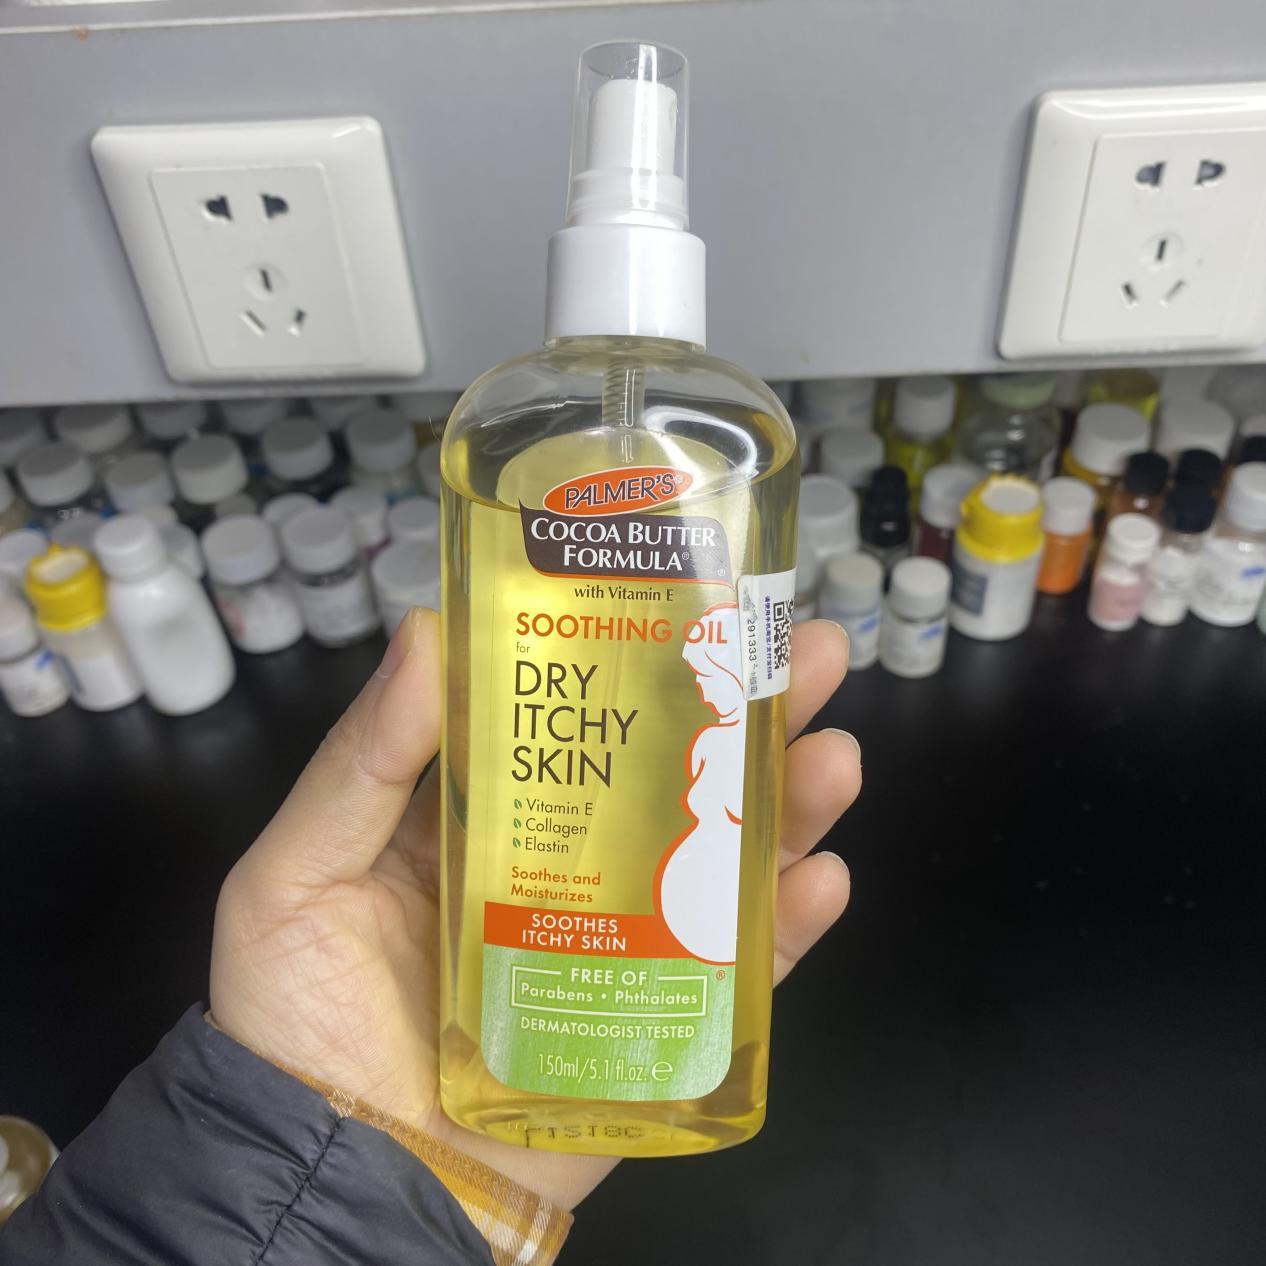 PALMER'S®
COCOA BUTTER
FORMULA®
with Vitamin E
SOOTHING OIL
for
DRY
ITCHY
SKIN
Vitamin E
Collagen
Elastin
Soothes and
Moisturizes
SOOTHES
ITCHY SKIN
FREE OF
Parabens • Phthalates
DERMATOLOGIST TESTED
150ml/5.1 fl.oz. ℮
291333